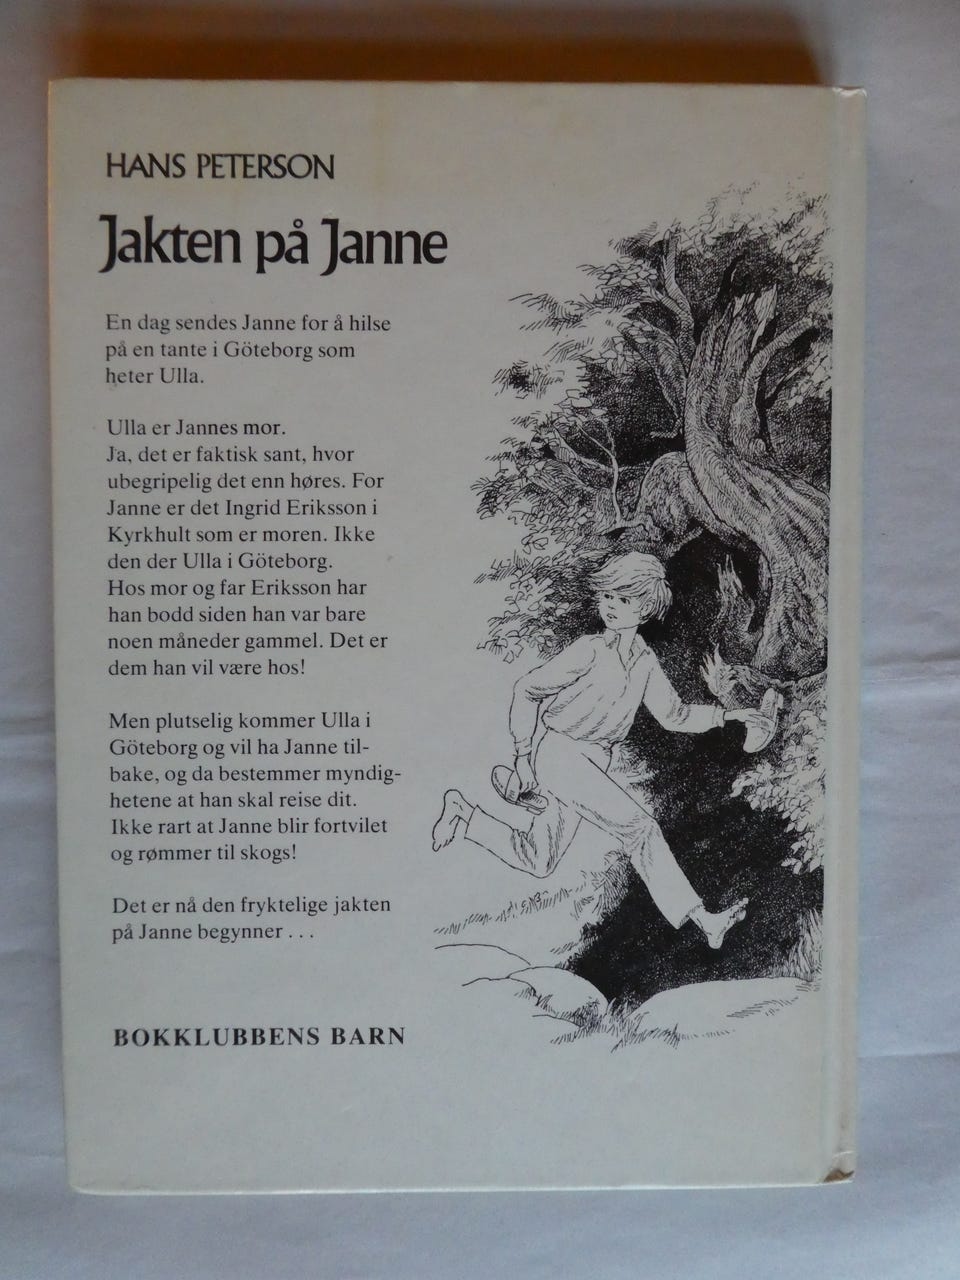 HANS PETERSON
Jakten på Janne
En dag sendes Janne for å hilse
på en tante i Göteborg som
heter Ulla.
Ulla er Jannes mor.
Ja, det er faktisk sant, hvor
ubegripelig det enn høres. For
Janne er det Ingrid Eriksson i
Kyrkhult som er moren. Ikke
den der Ulla i Göteborg.
Hos mor og far Eriksson har
han bodd siden han var bare
noen måneder gammel. Det er
dem han vil være hos!
Men plutselig kommer Ulla i
Göteborg og vil ha Janne til-
bake, og da bestemmer myndig-
hetene at han skal reise dit.
Ikke rart at Janne blir fortvilet
og rømmer til skogs!
Det er nå den fryktelige jakten
på Janne begynner . . .
BOKKLUBBENS BARN